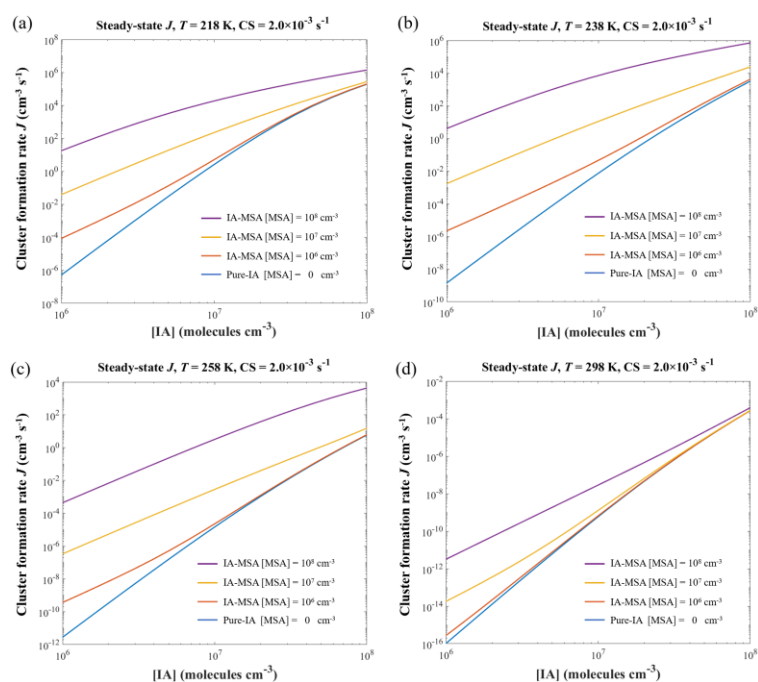 (a)
Steady-state J, T = 218 K, CS = 2.0×10⁻³ s⁻¹
Cluster formation rate J (cm⁻³ s⁻¹)
10⁸
10⁶
10⁴
10²
10⁰
10⁻²
10⁻⁴
10⁻⁶
10⁻⁸
IA-MSA [MSA] = 10⁸ cm⁻³
IA-MSA [MSA] = 10⁷ cm⁻³
IA-MSA [MSA] = 10⁶ cm⁻³
Pure-IA [MSA] = 0 cm⁻³
10⁶ 10⁷ 10⁸
[IA] (molecules cm⁻³)
(b)
Steady-state J, T = 238 K, CS = 2.0×10⁻³ s⁻¹
Cluster formation rate J (cm⁻³ s⁻¹)
10⁶
10⁴
10²
10⁰
10⁻²
10⁻⁴
10⁻⁶
10⁻⁸
10⁻¹⁰
IA-MSA [MSA] = 10⁸ cm⁻³
IA-MSA [MSA] = 10⁷ cm⁻³
IA-MSA [MSA] = 10⁶ cm⁻³
Pure-IA [MSA] = 0 cm⁻³
10⁶ 10⁷ 10⁸
[IA] (molecules cm⁻³)
(c)
Steady-state J, T = 258 K, CS = 2.0×10⁻³ s⁻¹
Cluster formation rate J (cm⁻³ s⁻¹)
10⁴
10²
10⁰
10⁻²
10⁻⁴
10⁻⁶
10⁻⁸
10⁻¹⁰
10⁻¹²
IA-MSA [MSA] = 10⁸ cm⁻³
IA-MSA [MSA] = 10⁷ cm⁻³
IA-MSA [MSA] = 10⁶ cm⁻³
Pure-IA [MSA] = 0 cm⁻³
10⁶ 10⁷ 10⁸
[IA] (molecules cm⁻³)
(d)
Steady-state J, T = 298 K, CS = 2.0×10⁻³ s⁻¹
Cluster formation rate J (cm⁻³ s⁻¹)
10⁻²
10⁻⁴
10⁻⁶
10⁻⁸
10⁻¹⁰
10⁻¹²
10⁻¹⁴
10⁻¹⁶
IA-MSA [MSA] = 10⁸ cm⁻³
IA-MSA [MSA] = 10⁷ cm⁻³
IA-MSA [MSA] = 10⁶ cm⁻³
Pure-IA [MSA] = 0 cm⁻³
10⁶ 10⁷ 10⁸
[IA] (molecules cm⁻³)